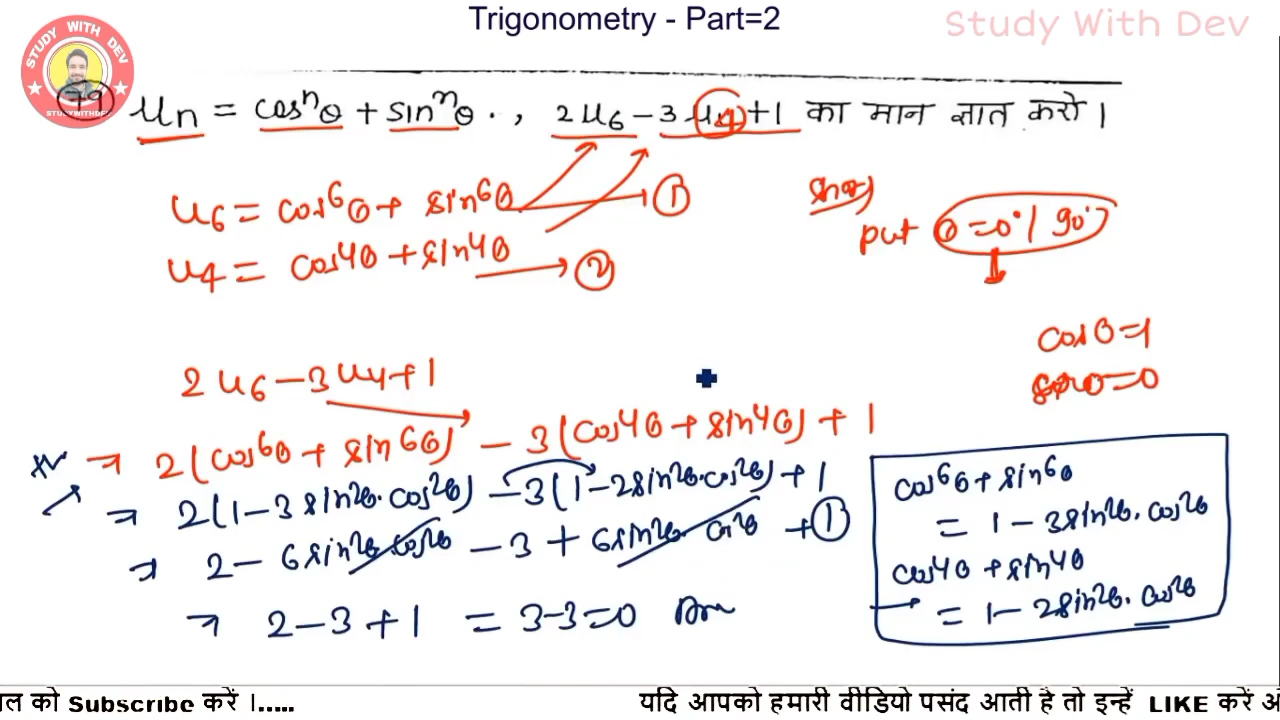 Trigonometry - Part=2
Study With Dev
STUDY WITH DEV
STUDYWITHDEV
79 un = cosⁿθ + sinⁿθ . , 2u6 - 3u4 + 1 का मान ज्ञात करो ।
u6 = cos⁶θ + sin⁶θ → ①
u4 = cos⁴θ + sin⁴θ → ②
put θ = 0° / 90°
cosθ = 1
2u6 - 3u4 + 1
→ 2(cos⁶θ + sin⁶θ) - 3(cos⁴θ + sin⁴θ) + 1
→ 2(1 - 3sin²θ.cos²θ) - 3(1 - 2sin²θ.cos²θ) + 1
→ 2 - 6sin²θ cos²θ - 3 + 6sin²θ. cos²θ + 1
→ 2 - 3 + 1 = 3-3 = 0 Ans
cos⁶θ + sin⁶θ
= 1 - 3sin²θ.cos²θ
cos⁴θ + sin⁴θ
→ = 1 - 2sin²θ.cos²θ
को Subscribe करें ।.....
यदि आपको हमारी वीडियो पसंद आती है तो इन्हें LIKE करें